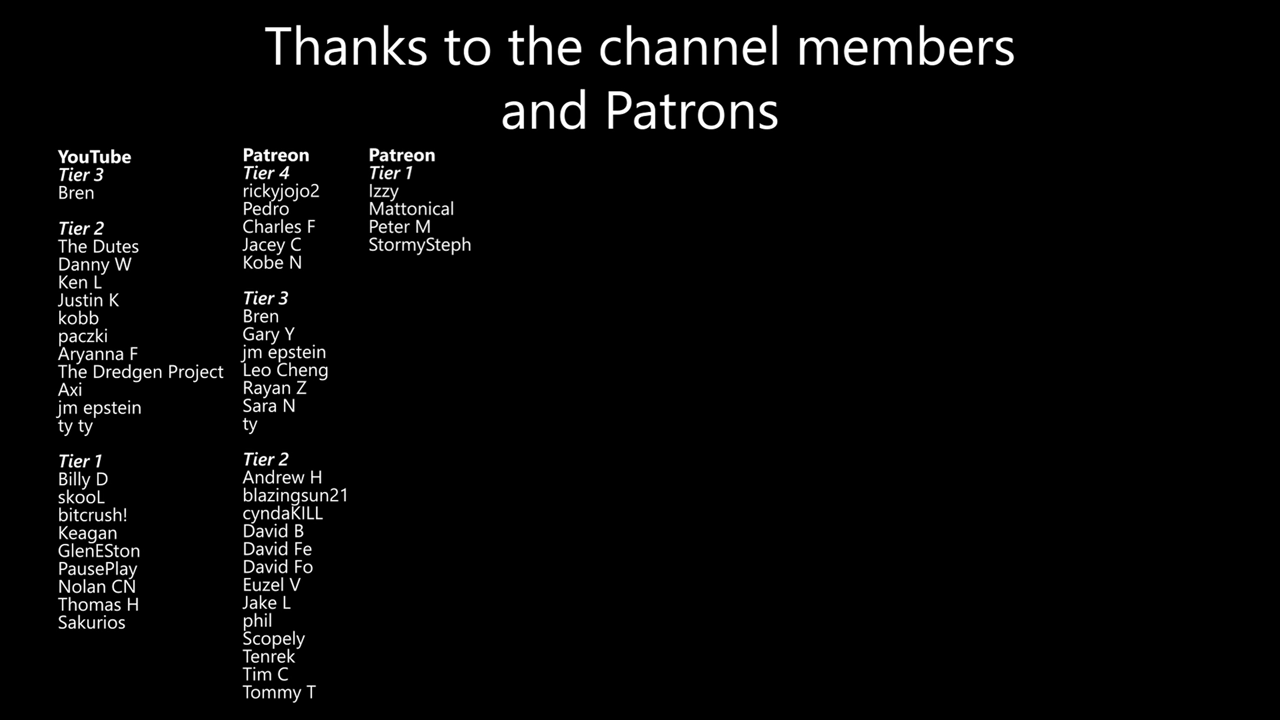 Thanks to the channel members
and Patrons
YouTube
Tier 3
Bren
Tier 2
The Dutes
Danny W
Ken L
Justin K
kobb
paczki
Aryanna F
The Dredgen Project
Axi
jm epstein
ty ty
Tier 1
Billy D
skooL
bitcrush!
Keagan
GlenESton
PausePlay
Nolan CN
Thomas H
Sakurios
Patreon
Tier 4
rickyjojo2
Pedro
Charles F
Jacey C
Kobe N
Tier 3
Bren
Gary Y
jm epstein
Leo Cheng
Rayan Z
Sara N
ty
Tier 2
Andrew H
blazingsun21
cyndaKILL
David B
David Fe
David Fo
Euzel V
Jake L
phil
Scopely
Tenrek
Tim C
Tommy T
Patreon
Tier 1
Izzy
Mattonical
Peter M
StormySteph